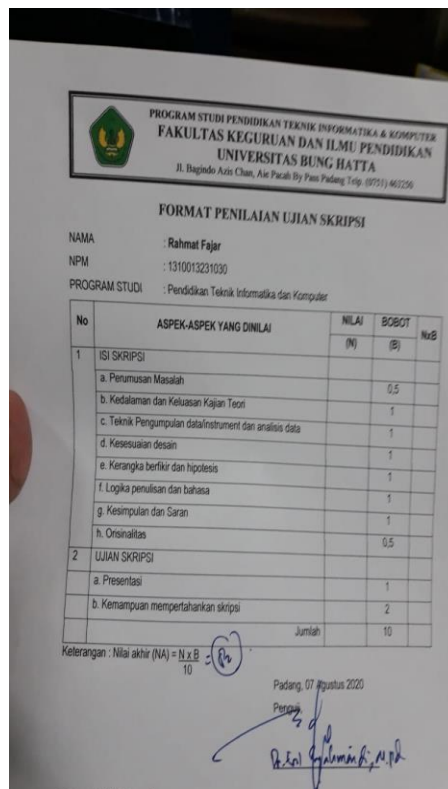 PROGRAM STUDI PENDIDIKAN TEKNIK INFORMATIKA & KOMPUTER
FAKULTAS KEGURUAN DAN ILMU PENDIDIKAN
UNIVERSITAS BUNG HATTA
Jl. Bagindo Azis Chan, Aie Pacah By Pass Padang Telp. (0751) 463250
FORMAT PENILAIAN UJIAN SKRIPSI
NAMA : Rahmat Fajar
NPM : 1310013231030
PROGRAM STUDI : Pendidikan Teknik Informatika dan Komputer
No ASPEK-ASPEK YANG DINILAI NILAI (N) BOBOT (B) NxB
1 ISI SKRIPSI
a. Perumusan Masalah 0,5
b. Kedalaman dan Keluasan Kajian Teori 1
c. Teknik Pengumpulan data/instrument dan analisis data 1
d. Kesesuaian desain 1
e. Kerangka berfikir dan hipotesis 1
f. Logika penulisan dan bahasa 1
g. Kesimpulan dan Saran 1
h. Orisinalitas 0,5
2 UJIAN SKRIPSI
a. Presentasi 1
b. Kemampuan mempertahankan skripsi 2
Jumlah 10
Keterangan : Nilai akhir (NA) = N x B =
10
Padang, 07 Agustus 2020
Penguji,